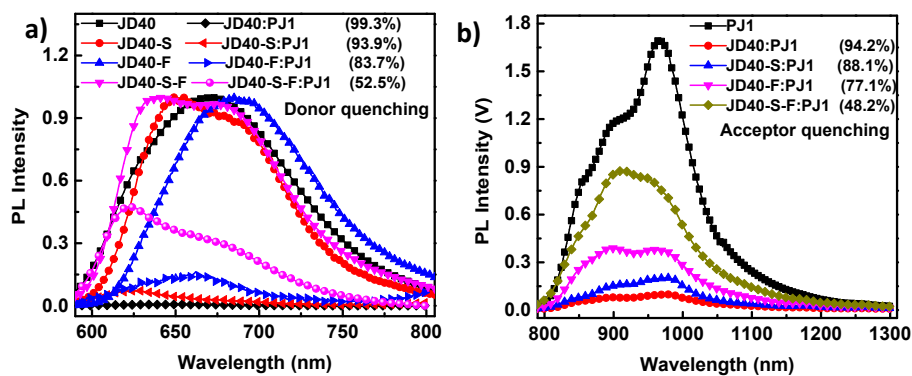 a)
JD40 JD40:PJ1 (99.3%)
JD40-S JD40-S:PJ1 (93.9%)
JD40-F JD40-F:PJ1 (83.7%)
JD40-S-F JD40-S-F:PJ1 (52.5%)
Donor quenching
1.2
0.9
0.6
0.3
0.0
PL Intensity
600 650 700 750 800
Wavelength (nm)
b)
PJ1
JD40:PJ1 (94.2%)
JD40-S:PJ1 (88.1%)
JD40-F:PJ1 (77.1%)
JD40-S-F:PJ1 (48.2%)
Acceptor quenching
1.8
1.5
1.2
0.9
0.6
0.3
0.0
PL Intensity (V)
800 900 1000 1100 1200 1300
Wavelength (nm)